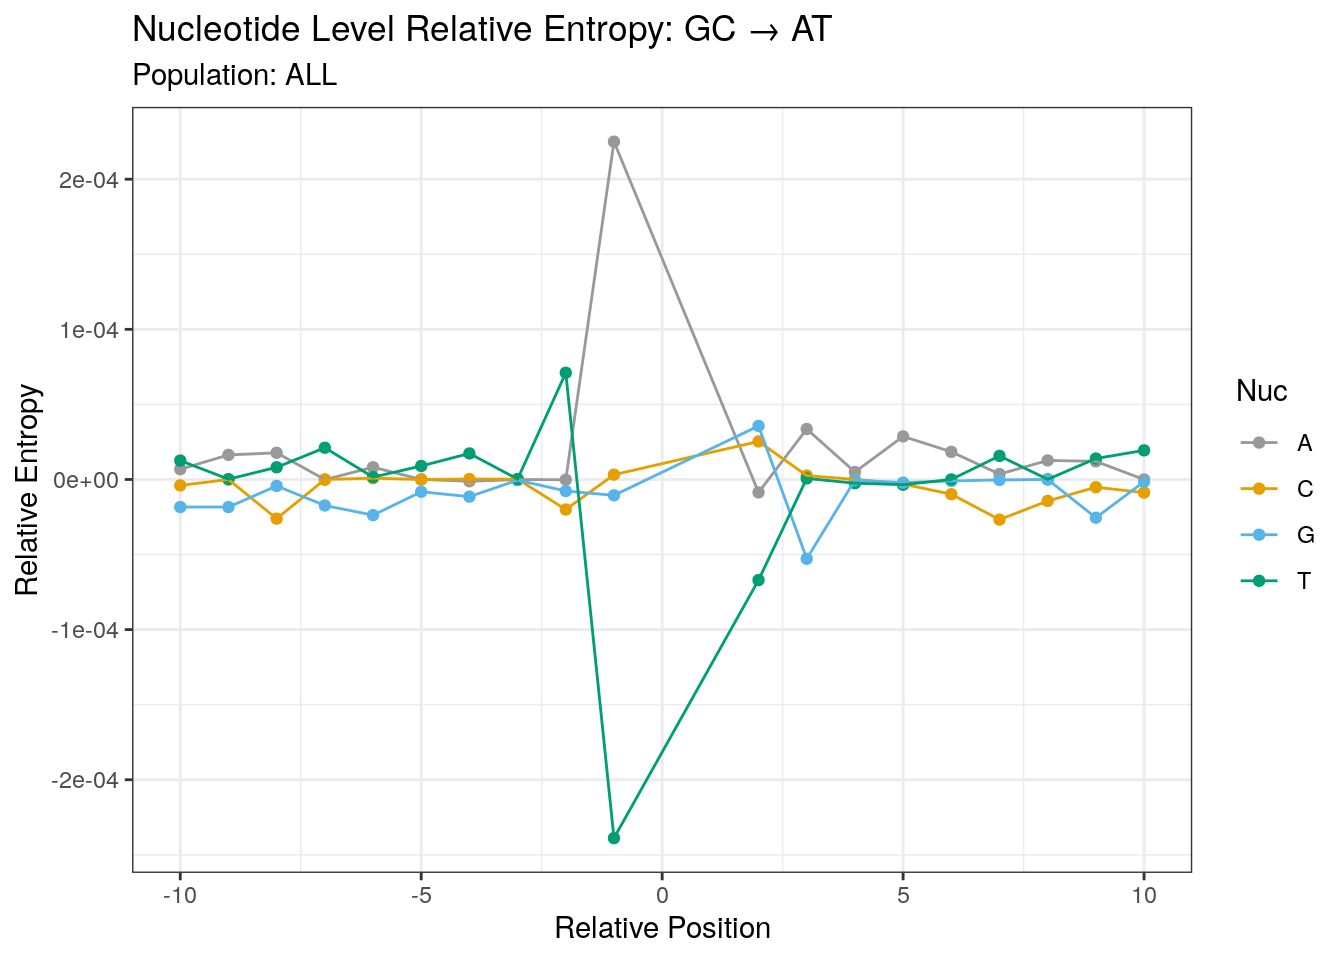 Nucleotide Level Relative Entropy: GC → AT
Population: ALL
2e-04
1e-04
0e+00
-1e-04
-2e-04
Relative Entropy
-10
-5
0
5
10
Relative Position
Nuc
A
C
G
T